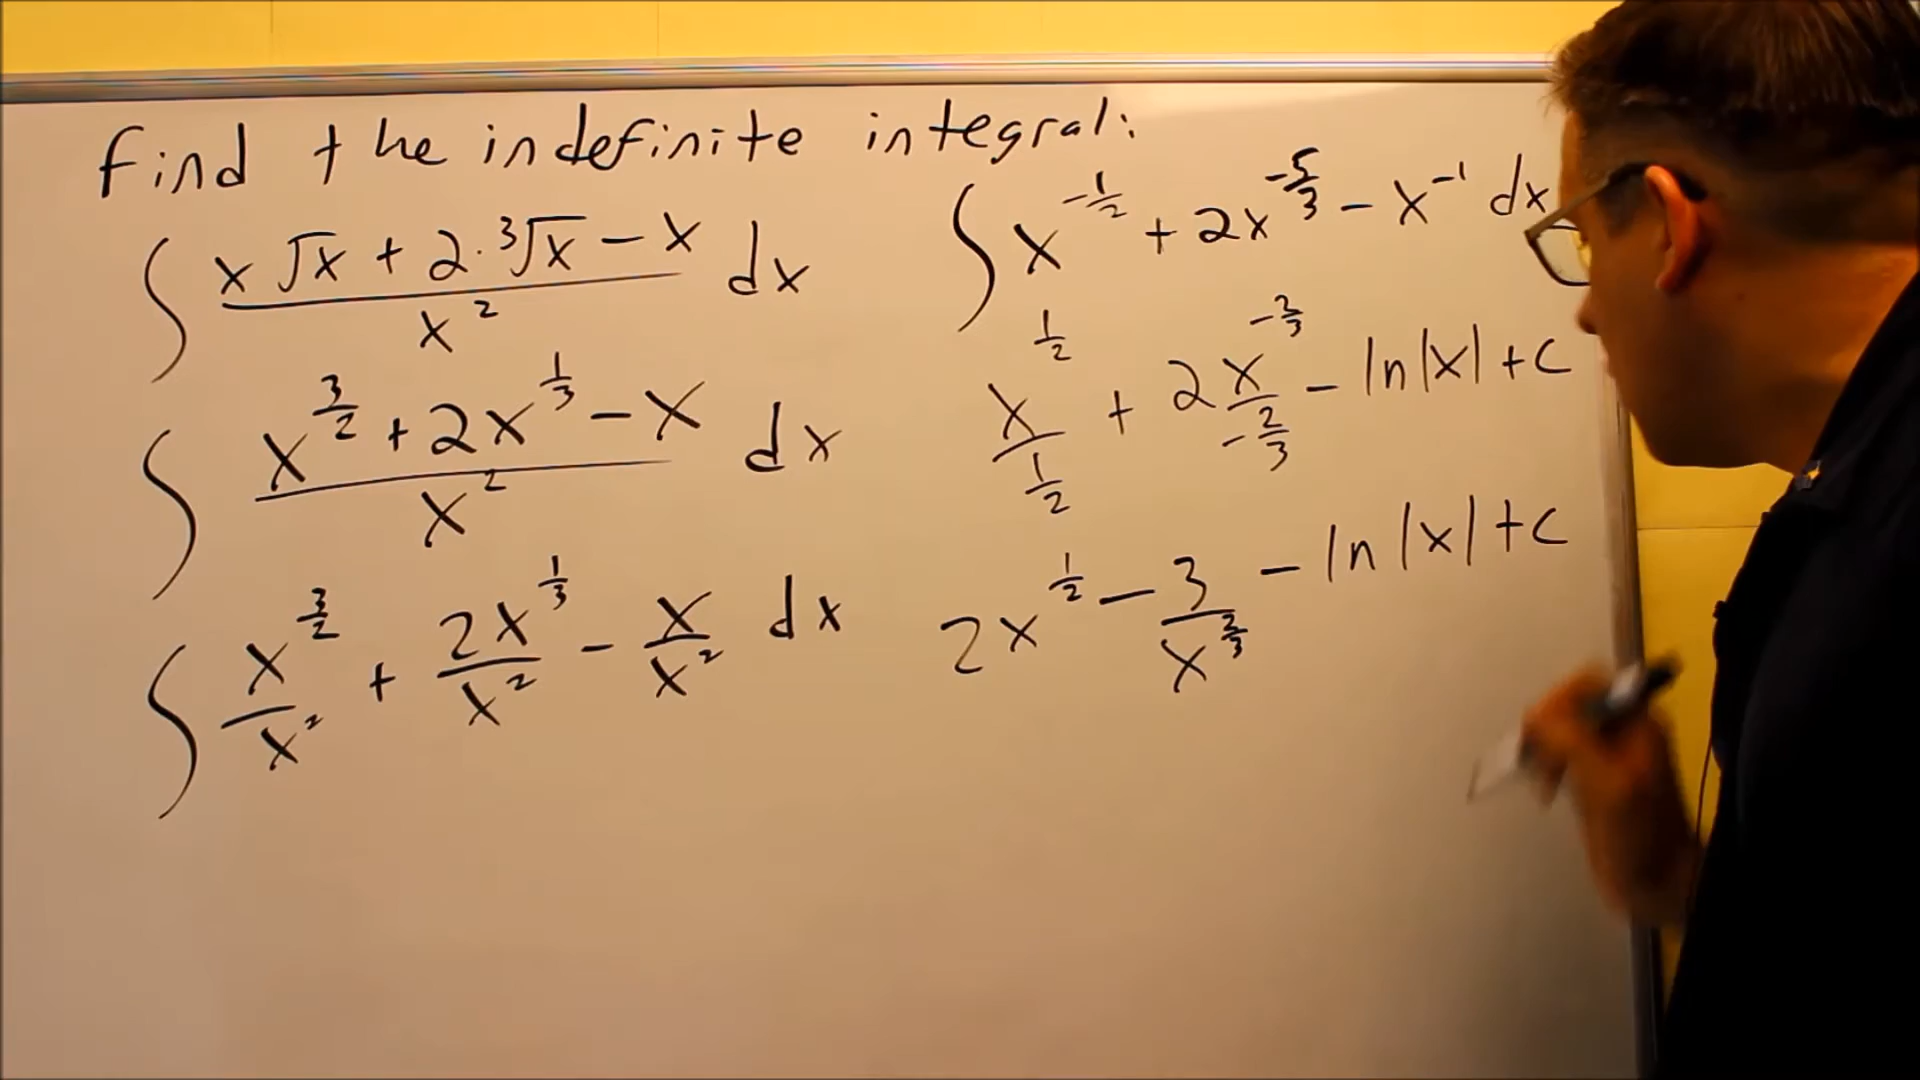 Find the indefinite integral:
∫ (x√x + 2·∛x − x)/x² dx
∫ (x^(3/2) + 2x^(1/3) − x)/x² dx
∫ x^(3/2)/x² + 2x^(1/3)/x² − x/x² dx
∫ x^(-1/2) + 2x^(-5/3) − x^(-1) dx
x^(1/2)/(1/2) + 2x^(-2/3)/(-2/3) − ln|x| + c
2x^(1/2) − 3/x^(2/3) − ln|x| + c